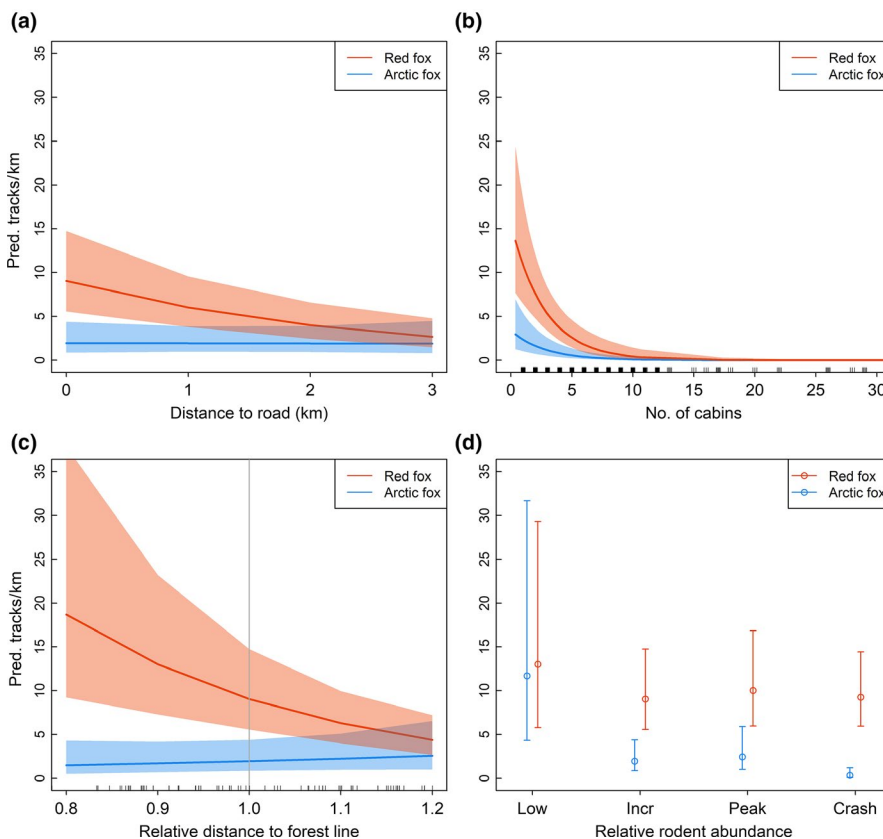 (a)
Red fox
Arctic fox
Pred. tracks/km
35
30
25
20
15
10
5
0
0 1 2 3
Distance to road (km)
(b)
Red fox
Arctic fox
35
30
25
20
15
10
5
0
0 5 10 15 20 25 30
No. of cabins
(c)
Red fox
Arctic fox
Pred. tracks/km
35
30
25
20
15
10
5
0
0.8 0.9 1.0 1.1 1.2
Relative distance to forest line
(d)
Red fox
Arctic fox
35
30
25
20
15
10
5
0
Low Incr Peak Crash
Relative rodent abundance